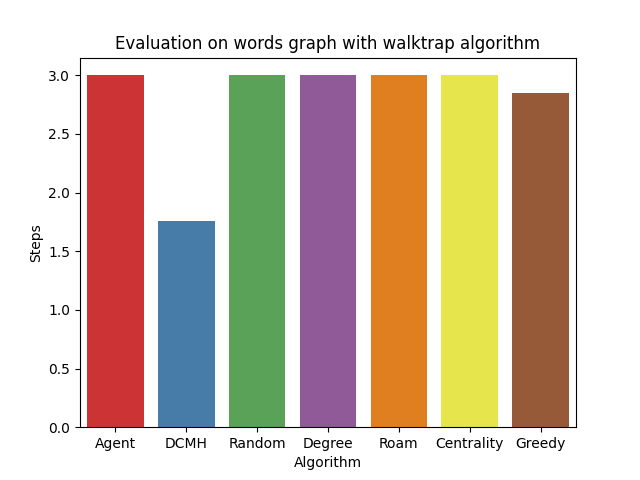 Evaluation on words graph with walktrap algorithm
3.0
2.5
2.0
1.5
1.0
0.5
0.0
Steps
Agent DCMH Random Degree Roam Centrality Greedy
Algorithm